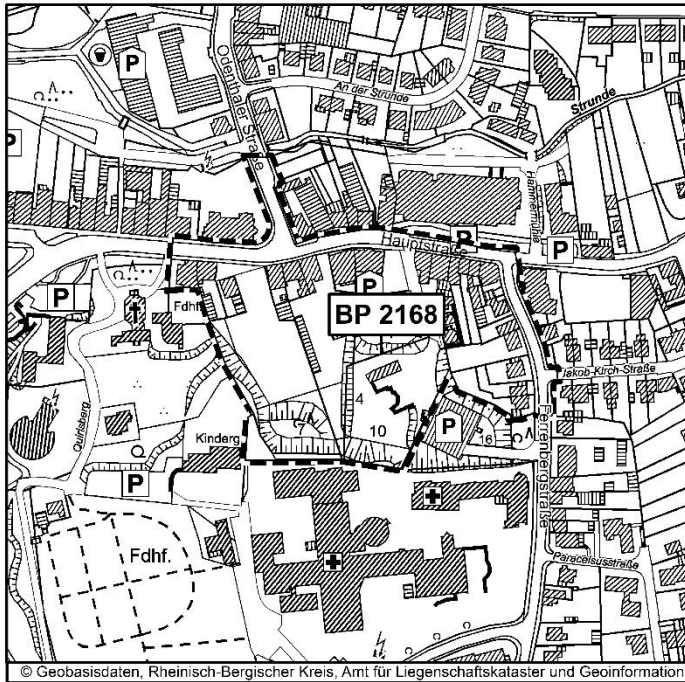 P
Odenthaler Straße
An der Strunde
Strunde
P
Hammermühle
P
Hauptstraße
P
P
P
Fdhf.
BP 2168
Jakob-Kirch-Straße
Quirlsberg
4
10
7
P
16
Ferrenbergstraße
Kinderg
P
Fdhf.
Paracelsusstraße
© Geobasisdaten, Rheinisch-Bergischer Kreis, Amt für Liegenschaftskataster und Geoinformation